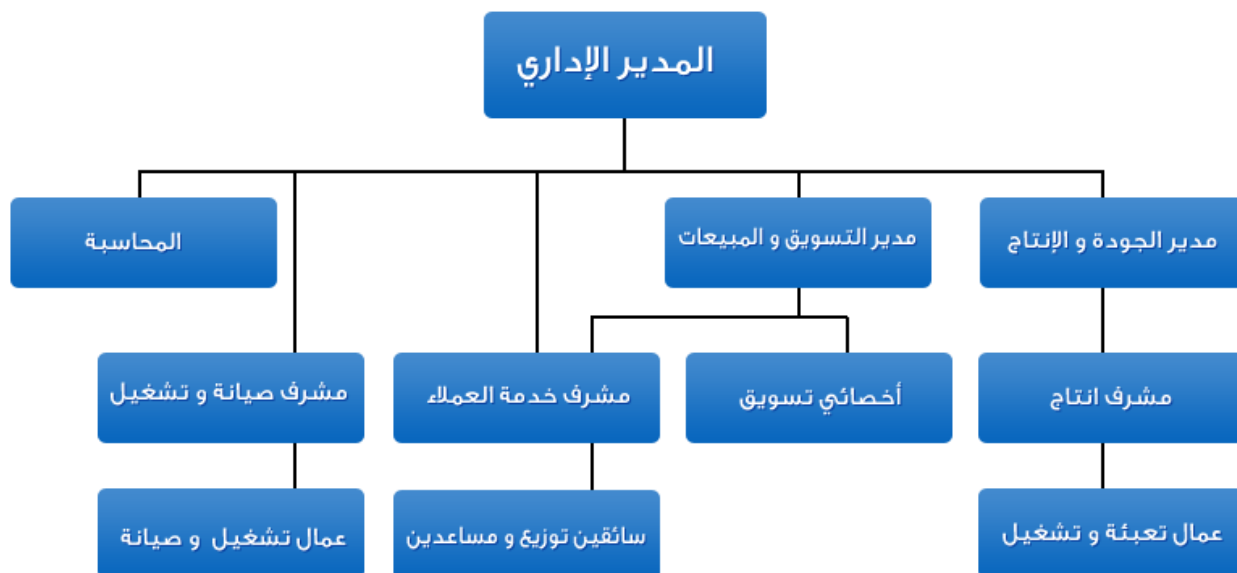 المدير الإداري
مدير الجودة و الإنتاج
مدير التسويق و المبيعات
المحاسبة
مشرف انتاج
أخصائي تسويق
مشرف خدمة العملاء
مشرف صيانة و تشغيل
عمال تعبئة و تشغيل
سائقين توزيع و مساعدين
عمال تشغيل و صيانة